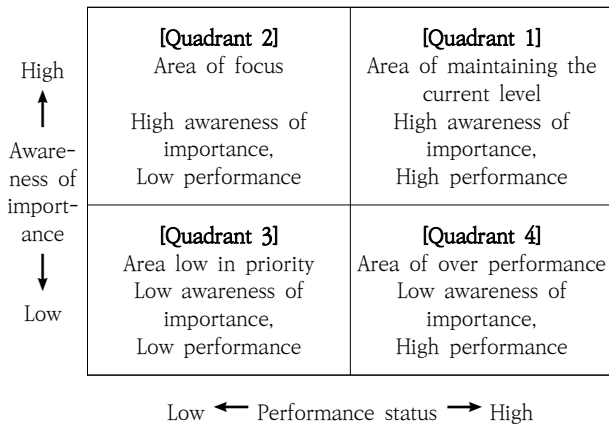 High
Aware-
ness of
import-
ance
Low
[Quadrant 2]
Area of focus
High awareness of
importance,
Low performance
[Quadrant 1]
Area of maintaining the
current level
High awareness of
importance,
High performance
[Quadrant 3]
Area low in priority
Low awareness of
importance,
Low performance
[Quadrant 4]
Area of over performance
Low awareness of
importance,
High performance
Low ← Performance status → High